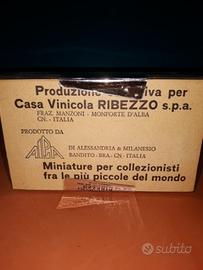 Produzione
per
Casa Vinicola RIBEZZO s.p.a.
FRAZ. MANZONI - MONFORTE D'ALBA
CN. - ITALIA
PRODOTTO DA
DI ALESSANDRIA & MILANESIO
BANDITO - BRA - CN - ITALIA
Miniature per collezionisti
fra le più piccole del mondo
subito